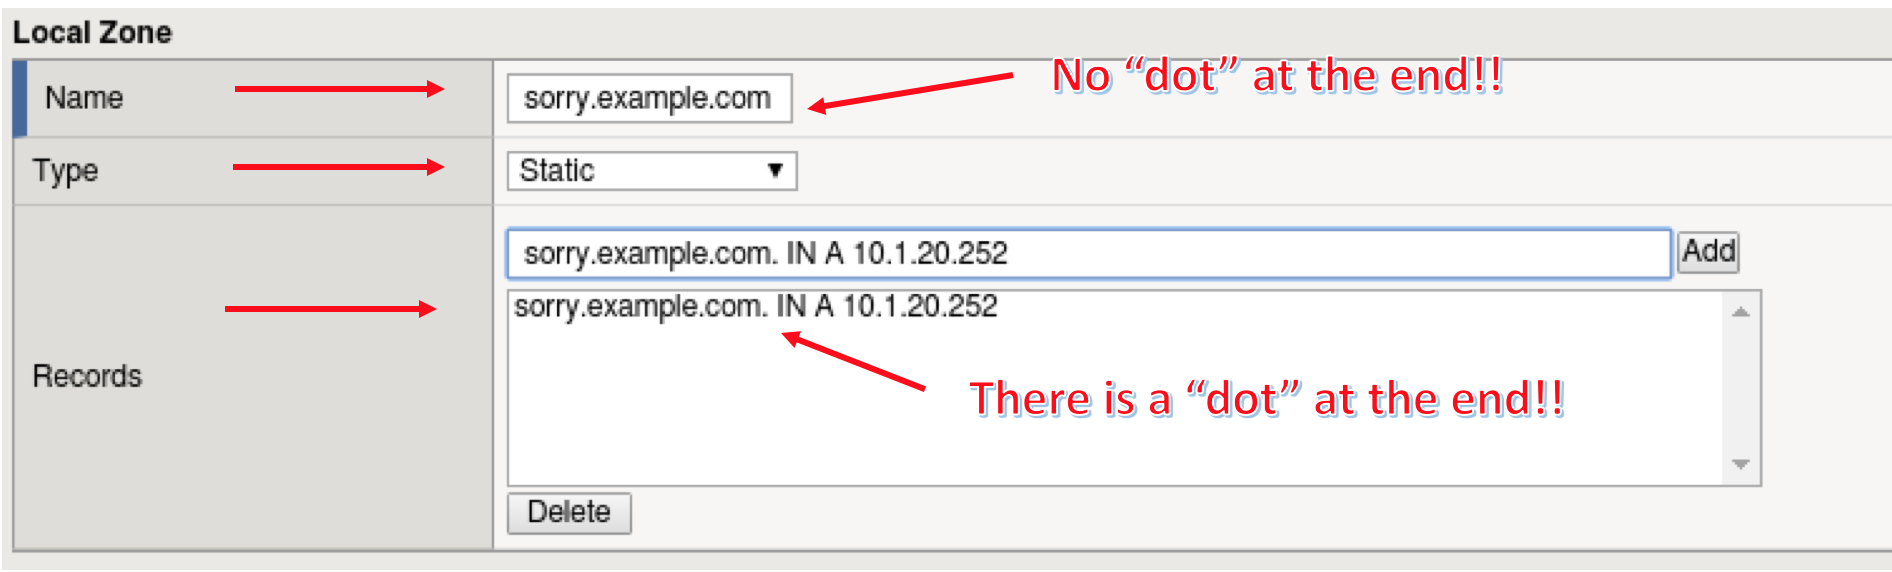 Local Zone
Name
sorry.example.com
No “dot” at the end!!
Type
Static
sorry.example.com. IN A 10.1.20.252
Add
sorry.example.com. IN A 10.1.20.252
Records
There is a “dot” at the end!!
Delete